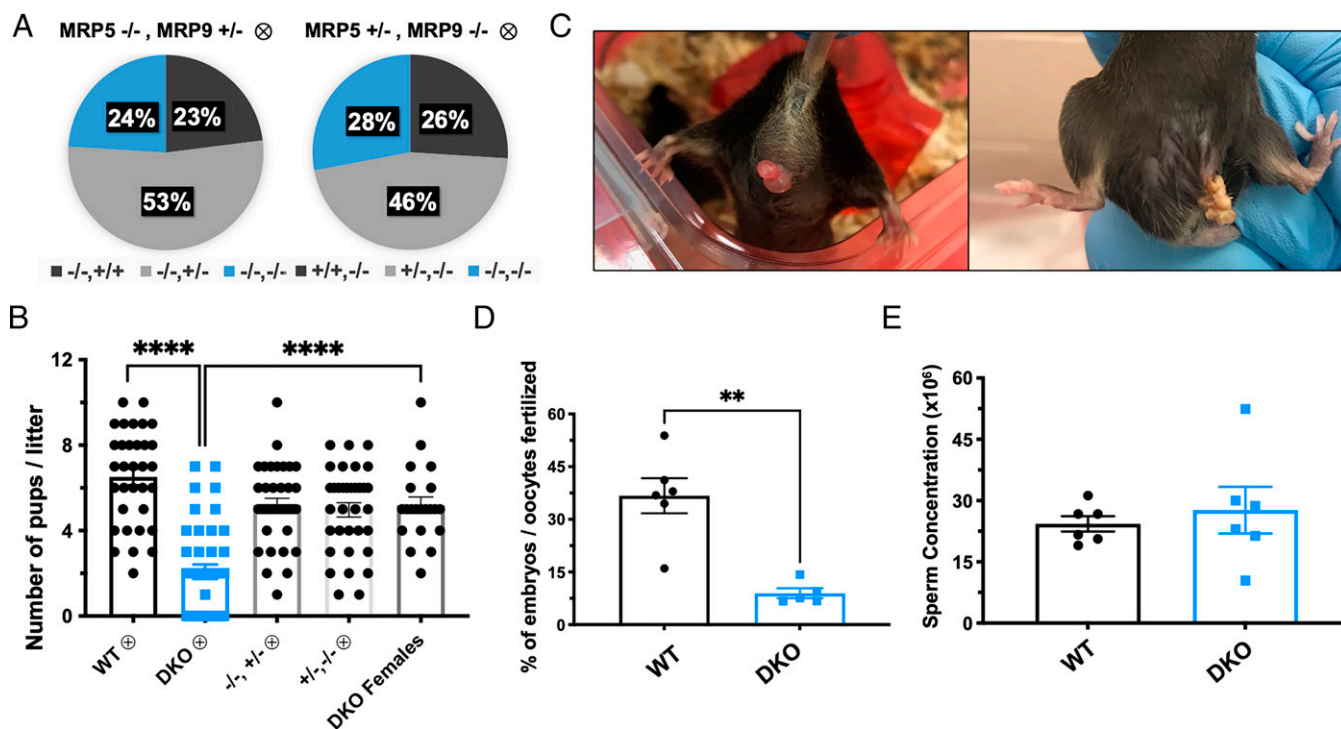 A
MRP5 -/- , MRP9 +/- ⊗
MRP5 +/- , MRP9 -/- ⊗
24%
23%
53%
28%
26%
46%
-/-,+/+
-/-,+/-
-/-,-/-
+/+,-/-
+/-,-/-
-/-,-/-
B
Number of pups / litter
12
8
4
0
****
****
WT ⊕
DKO ⊕
-/-, +/- ⊕
+/-,-/- ⊕
DKO Females
C
D
% of embryos / oocytes fertilized
60
45
30
15
0
**
WT
DKO
E
Sperm Concentration (x10⁶)
60
45
30
15
0
WT
DKO